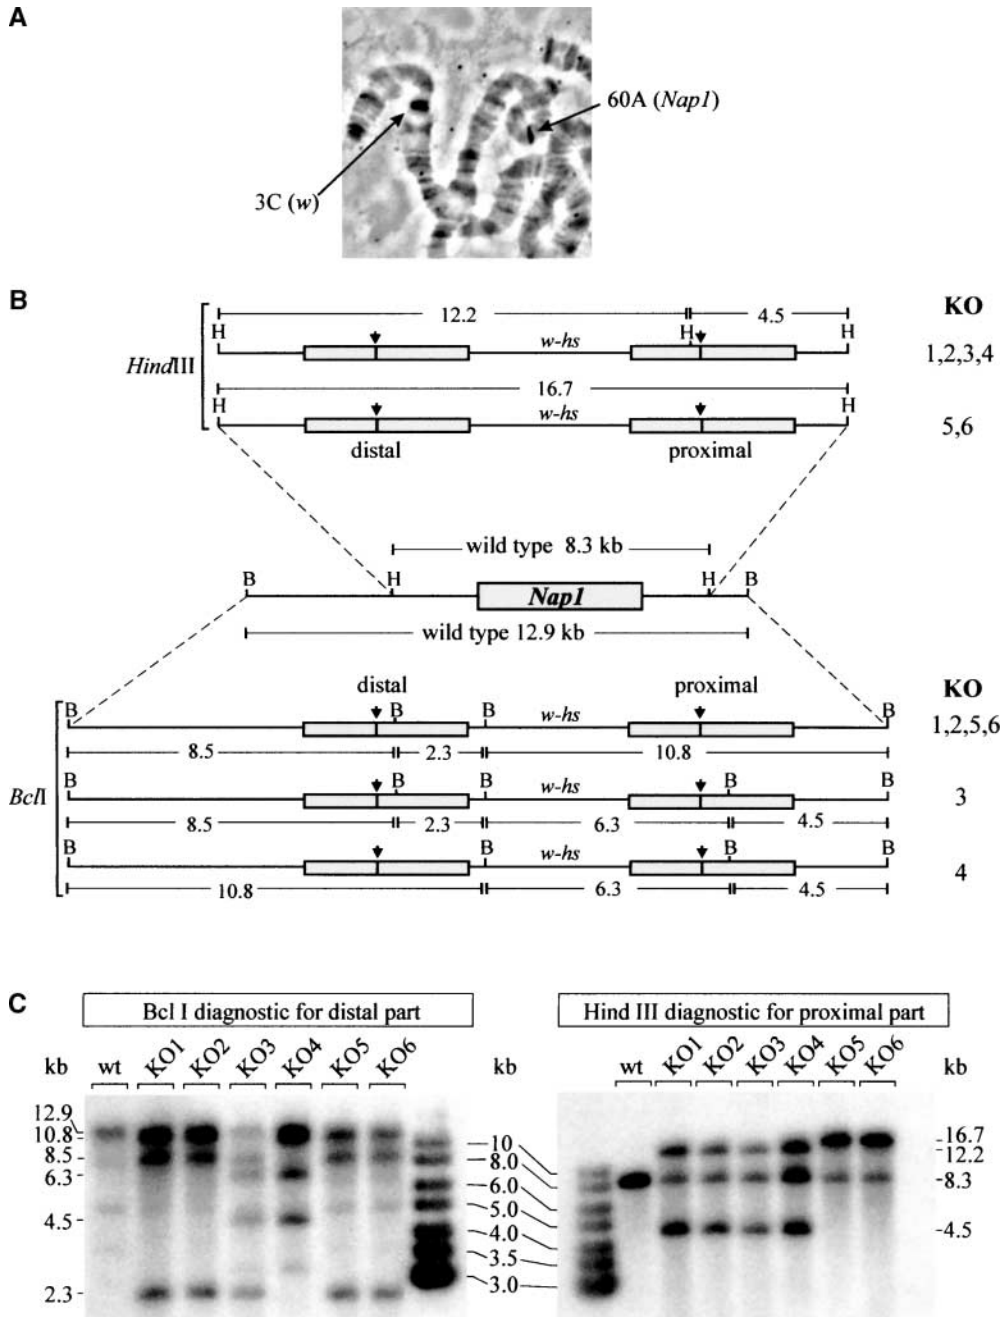 A
60A (Nap1)
3C (w)
B
KO
12.2
4.5
H
H
H
w-hs
1,2,3,4
HindIII
16.7
H
H
w-hs
5,6
distal
proximal
wild type 8.3 kb
B
H
H
B
Nap1
wild type 12.9 kb
KO
distal
proximal
B
B
B
w-hs
B
1,2,5,6
8.5
2.3
10.8
BclI
B
B
B
w-hs
B
B
3
8.5
2.3
6.3
4.5
B
B
w-hs
B
B
4
10.8
6.3
4.5
C
Bcl I diagnostic for distal part
Hind III diagnostic for proximal part
kb
wt
KO1
KO2
KO3
KO4
KO5
KO6
kb
wt
KO1
KO2
KO3
KO4
KO5
KO6
kb
12.9
10.8
8.5
6.3
4.5
2.3
10
8.0
6.0
5.0
4.0
3.5
3.0
16.7
12.2
8.3
4.5